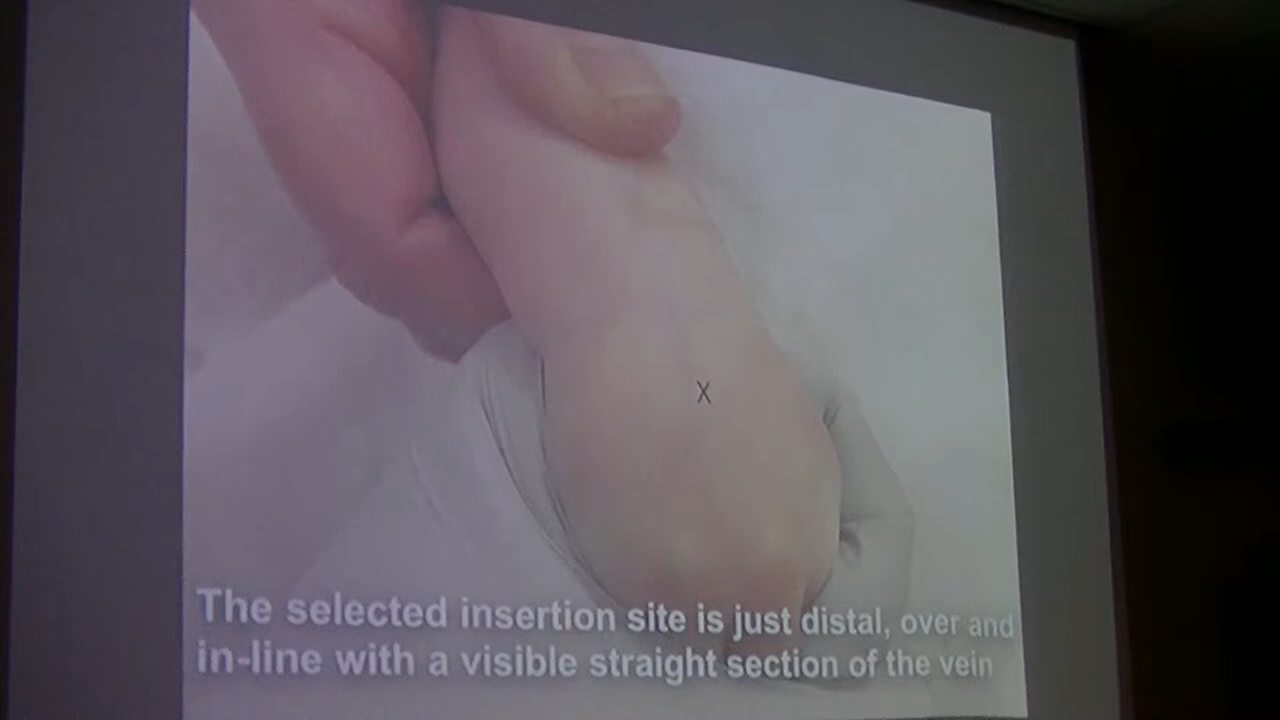 X
The selected insertion site is just distal, over and
in-line with a visible straight section of the vein